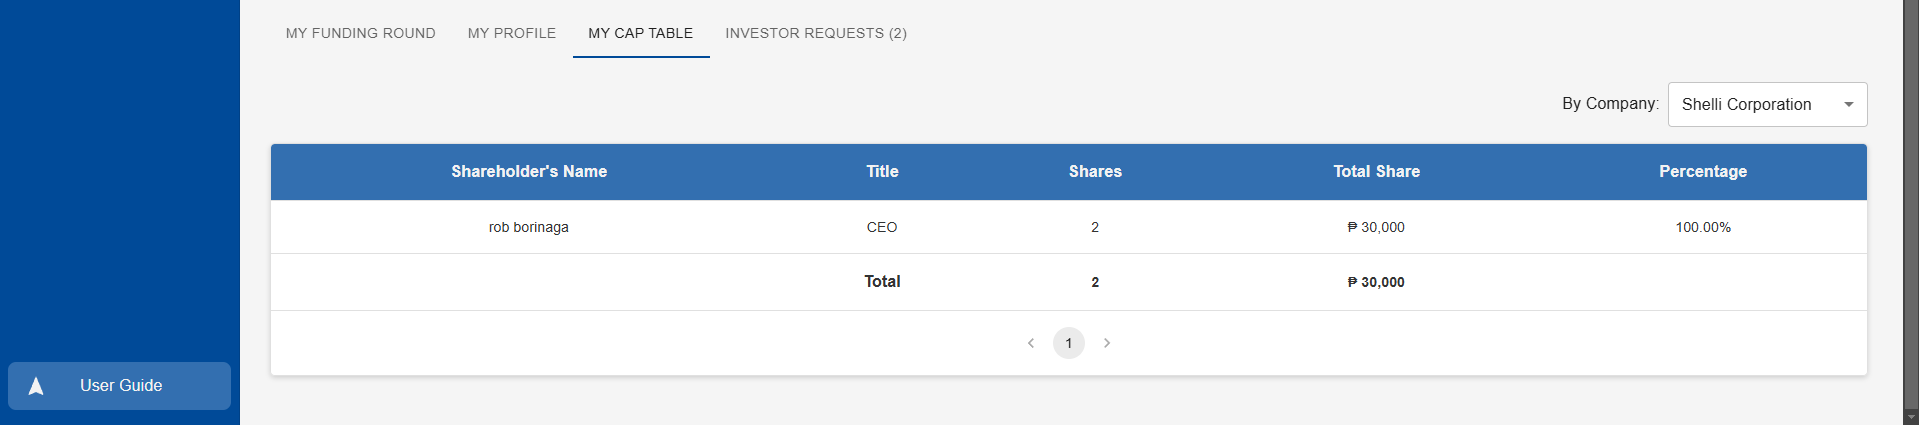 MY FUNDING ROUND MY PROFILE MY CAP TABLE INVESTOR REQUESTS (2)
By Company: Shelli Corporation
Shareholder's Name Title Shares Total Share Percentage
rob borinaga CEO 2 ₱ 30,000 100.00%
Total 2 ₱ 30,000
1
User Guide